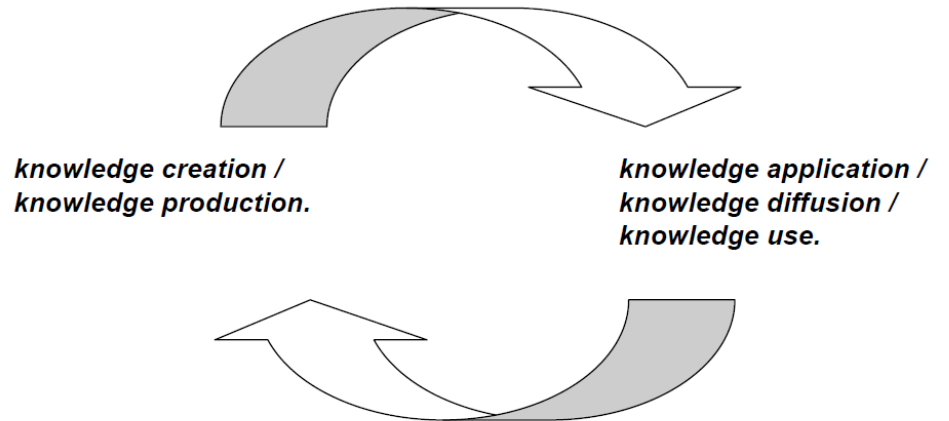 knowledge creation /
knowledge production.
knowledge application /
knowledge diffusion /
knowledge use.